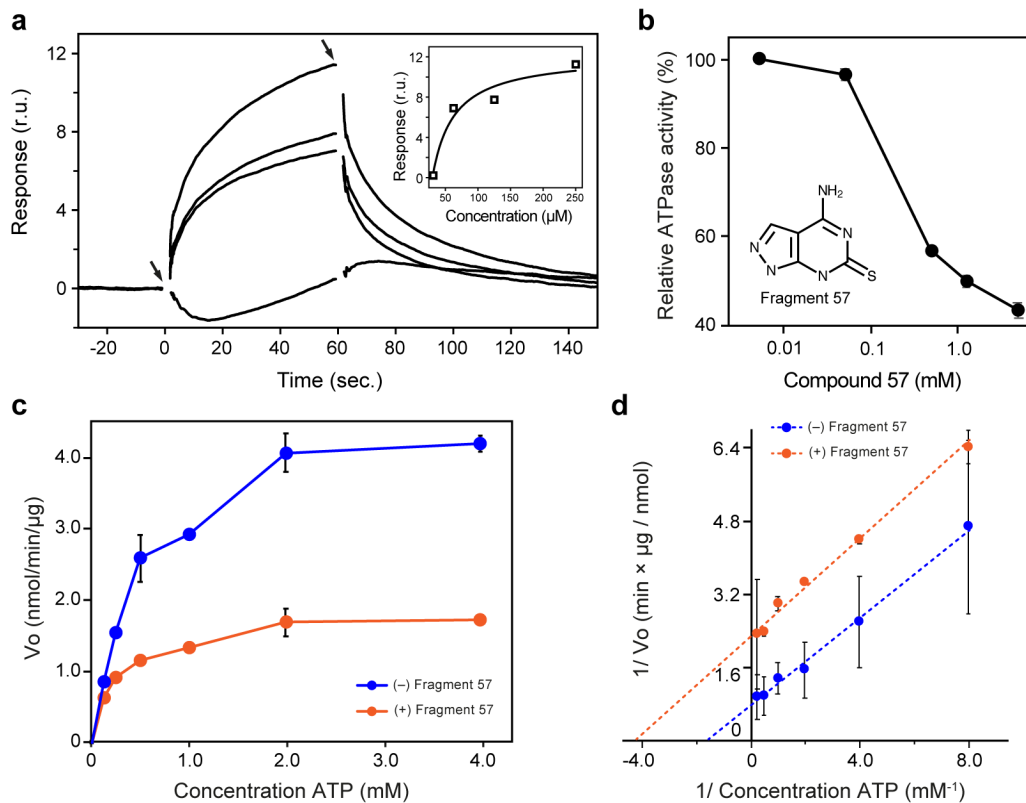 a
Response (r.u.)
12
8
4
0
-20
0
20
40
60
80
100
120
140
Time (sec.)
Response (r.u.)
12
10
8
6
4
2
0
50
100
150
200
250
Concentration (µM)
b
Relative ATPase activity (%)
100
80
60
40
0.01
0.1
1.0
Compound 57 (mM)
NH2
N
N
N
N
N
S
Fragment 57
c
Vo (nmol/min/µg)
4.0
3.0
2.0
1.0
0
0
1.0
2.0
3.0
4.0
Concentration ATP (mM)
(–) Fragment 57
(+) Fragment 57
d
1/ Vo (min × µg / nmol)
(–) Fragment 57
(+) Fragment 57
6.4
4.8
3.2
1.6
0
-4.0
0
4.0
8.0
1/ Concentration ATP (mM-1)